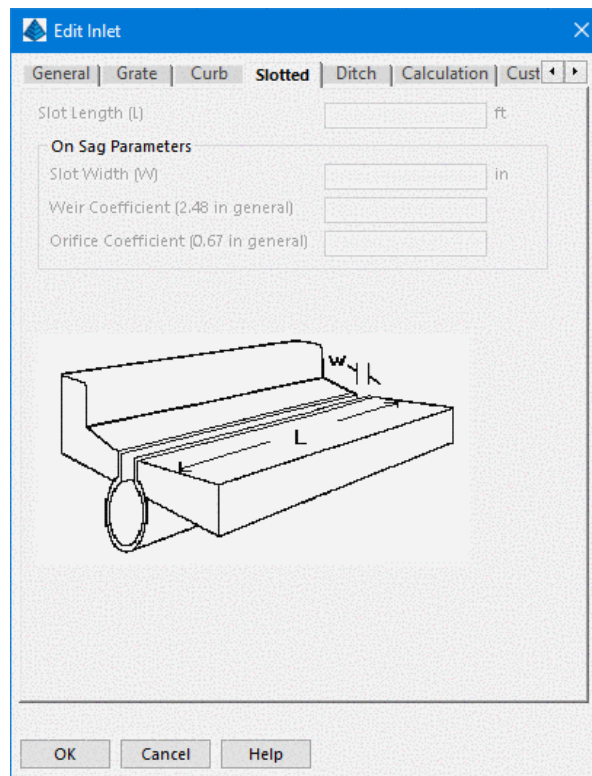 Edit Inlet
General Grate Curb Slotted Ditch Calculation Cust
Slot Length (L) ft
On Sag Parameters
Slot Width (W) in
Weir Coefficient (2.48 in general)
Orifice Coefficient (0.67 in general)
W
L
OK Cancel Help